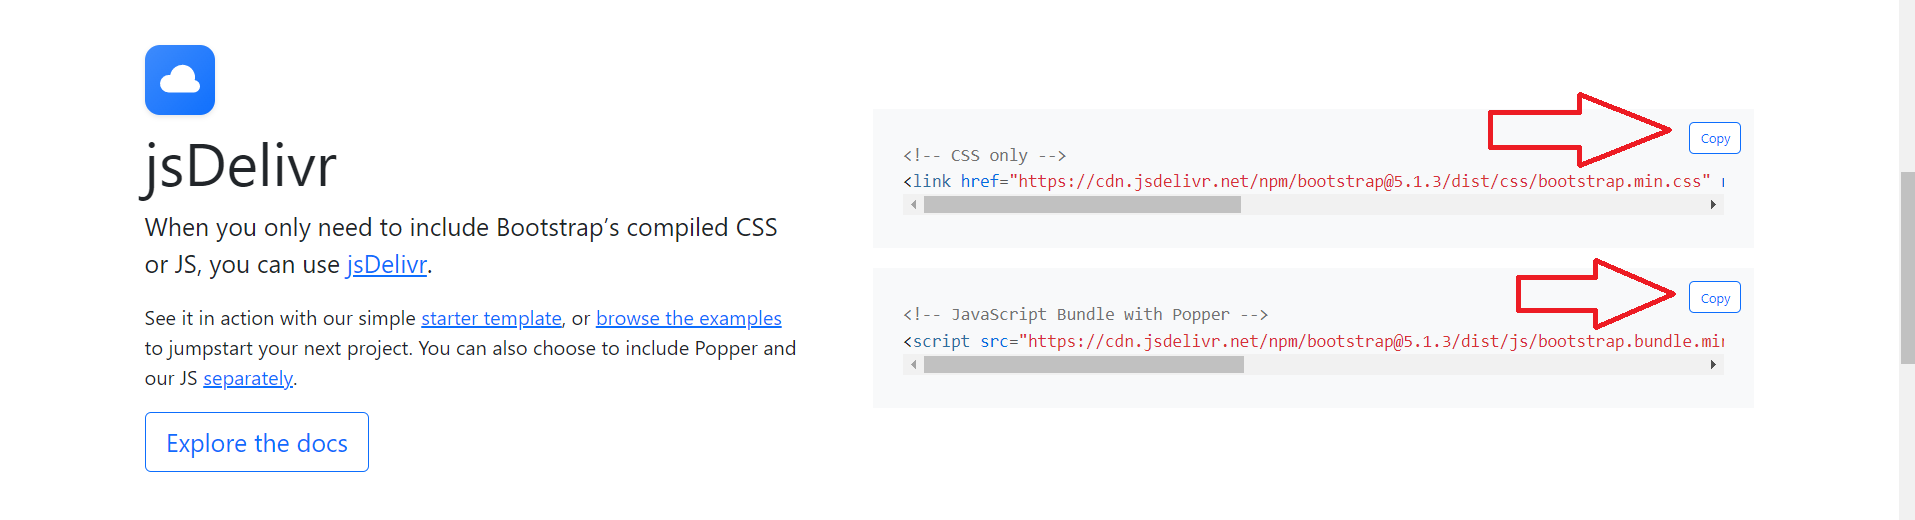 jsDelivr
When you only need to include Bootstrap’s compiled CSS
or JS, you can use jsDelivr.
See it in action with our simple starter template, or browse the examples
to jumpstart your next project. You can also choose to include Popper and
our JS separately.
Explore the docs
Copy
<!-- CSS only -->
<link href="https://cdn.jsdelivr.net/npm/bootstrap@5.1.3/dist/css/bootstrap.min.css"
Copy
<!-- JavaScript Bundle with Popper -->
<script src="https://cdn.jsdelivr.net/npm/bootstrap@5.1.3/dist/js/bootstrap.bundle.min